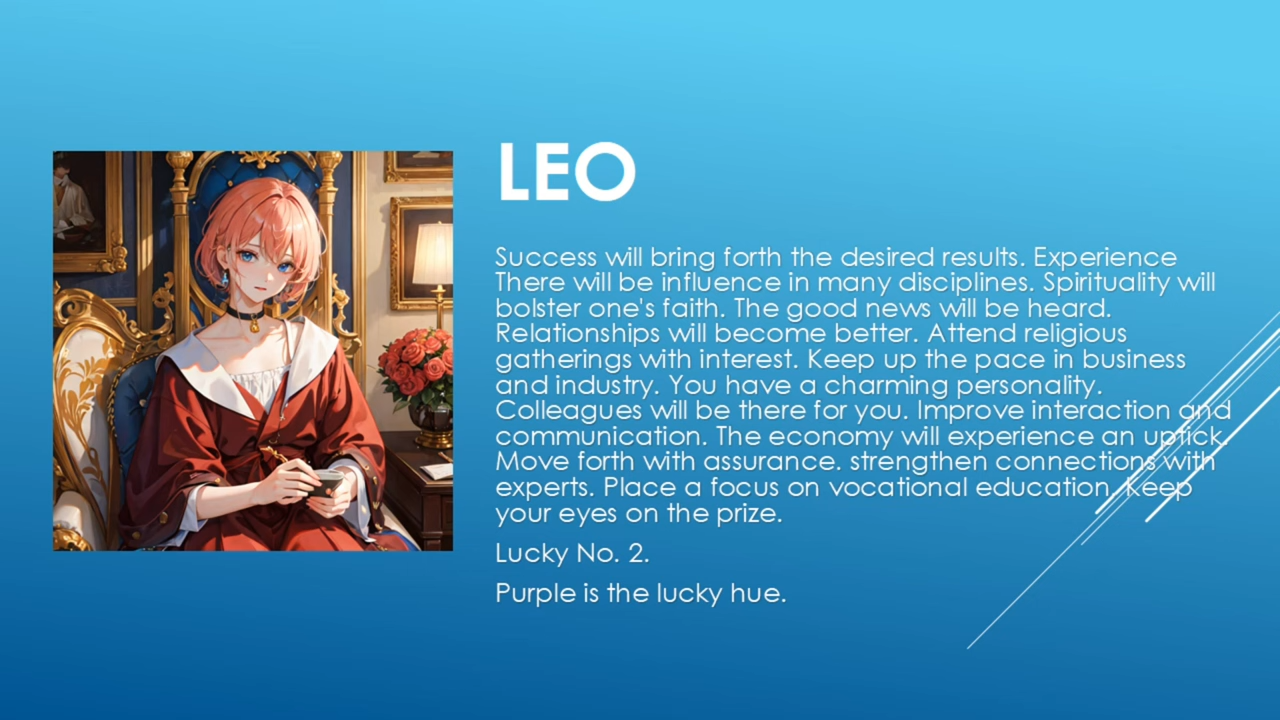 LEO
Success will bring forth the desired results. Experience
There will be influence in many disciplines. Spirituality will
bolster one's faith. The good news will be heard.
Relationships will become better. Attend religious
gatherings with interest. Keep up the pace in business
and industry. You have a charming personality.
Colleagues will be there for you. Improve interaction and
communication. The economy will experience an uptick.
Move forth with assurance. strengthen connections with
experts. Place a focus on vocational education. Keep
your eyes on the prize.
Lucky No. 2.
Purple is the lucky hue.